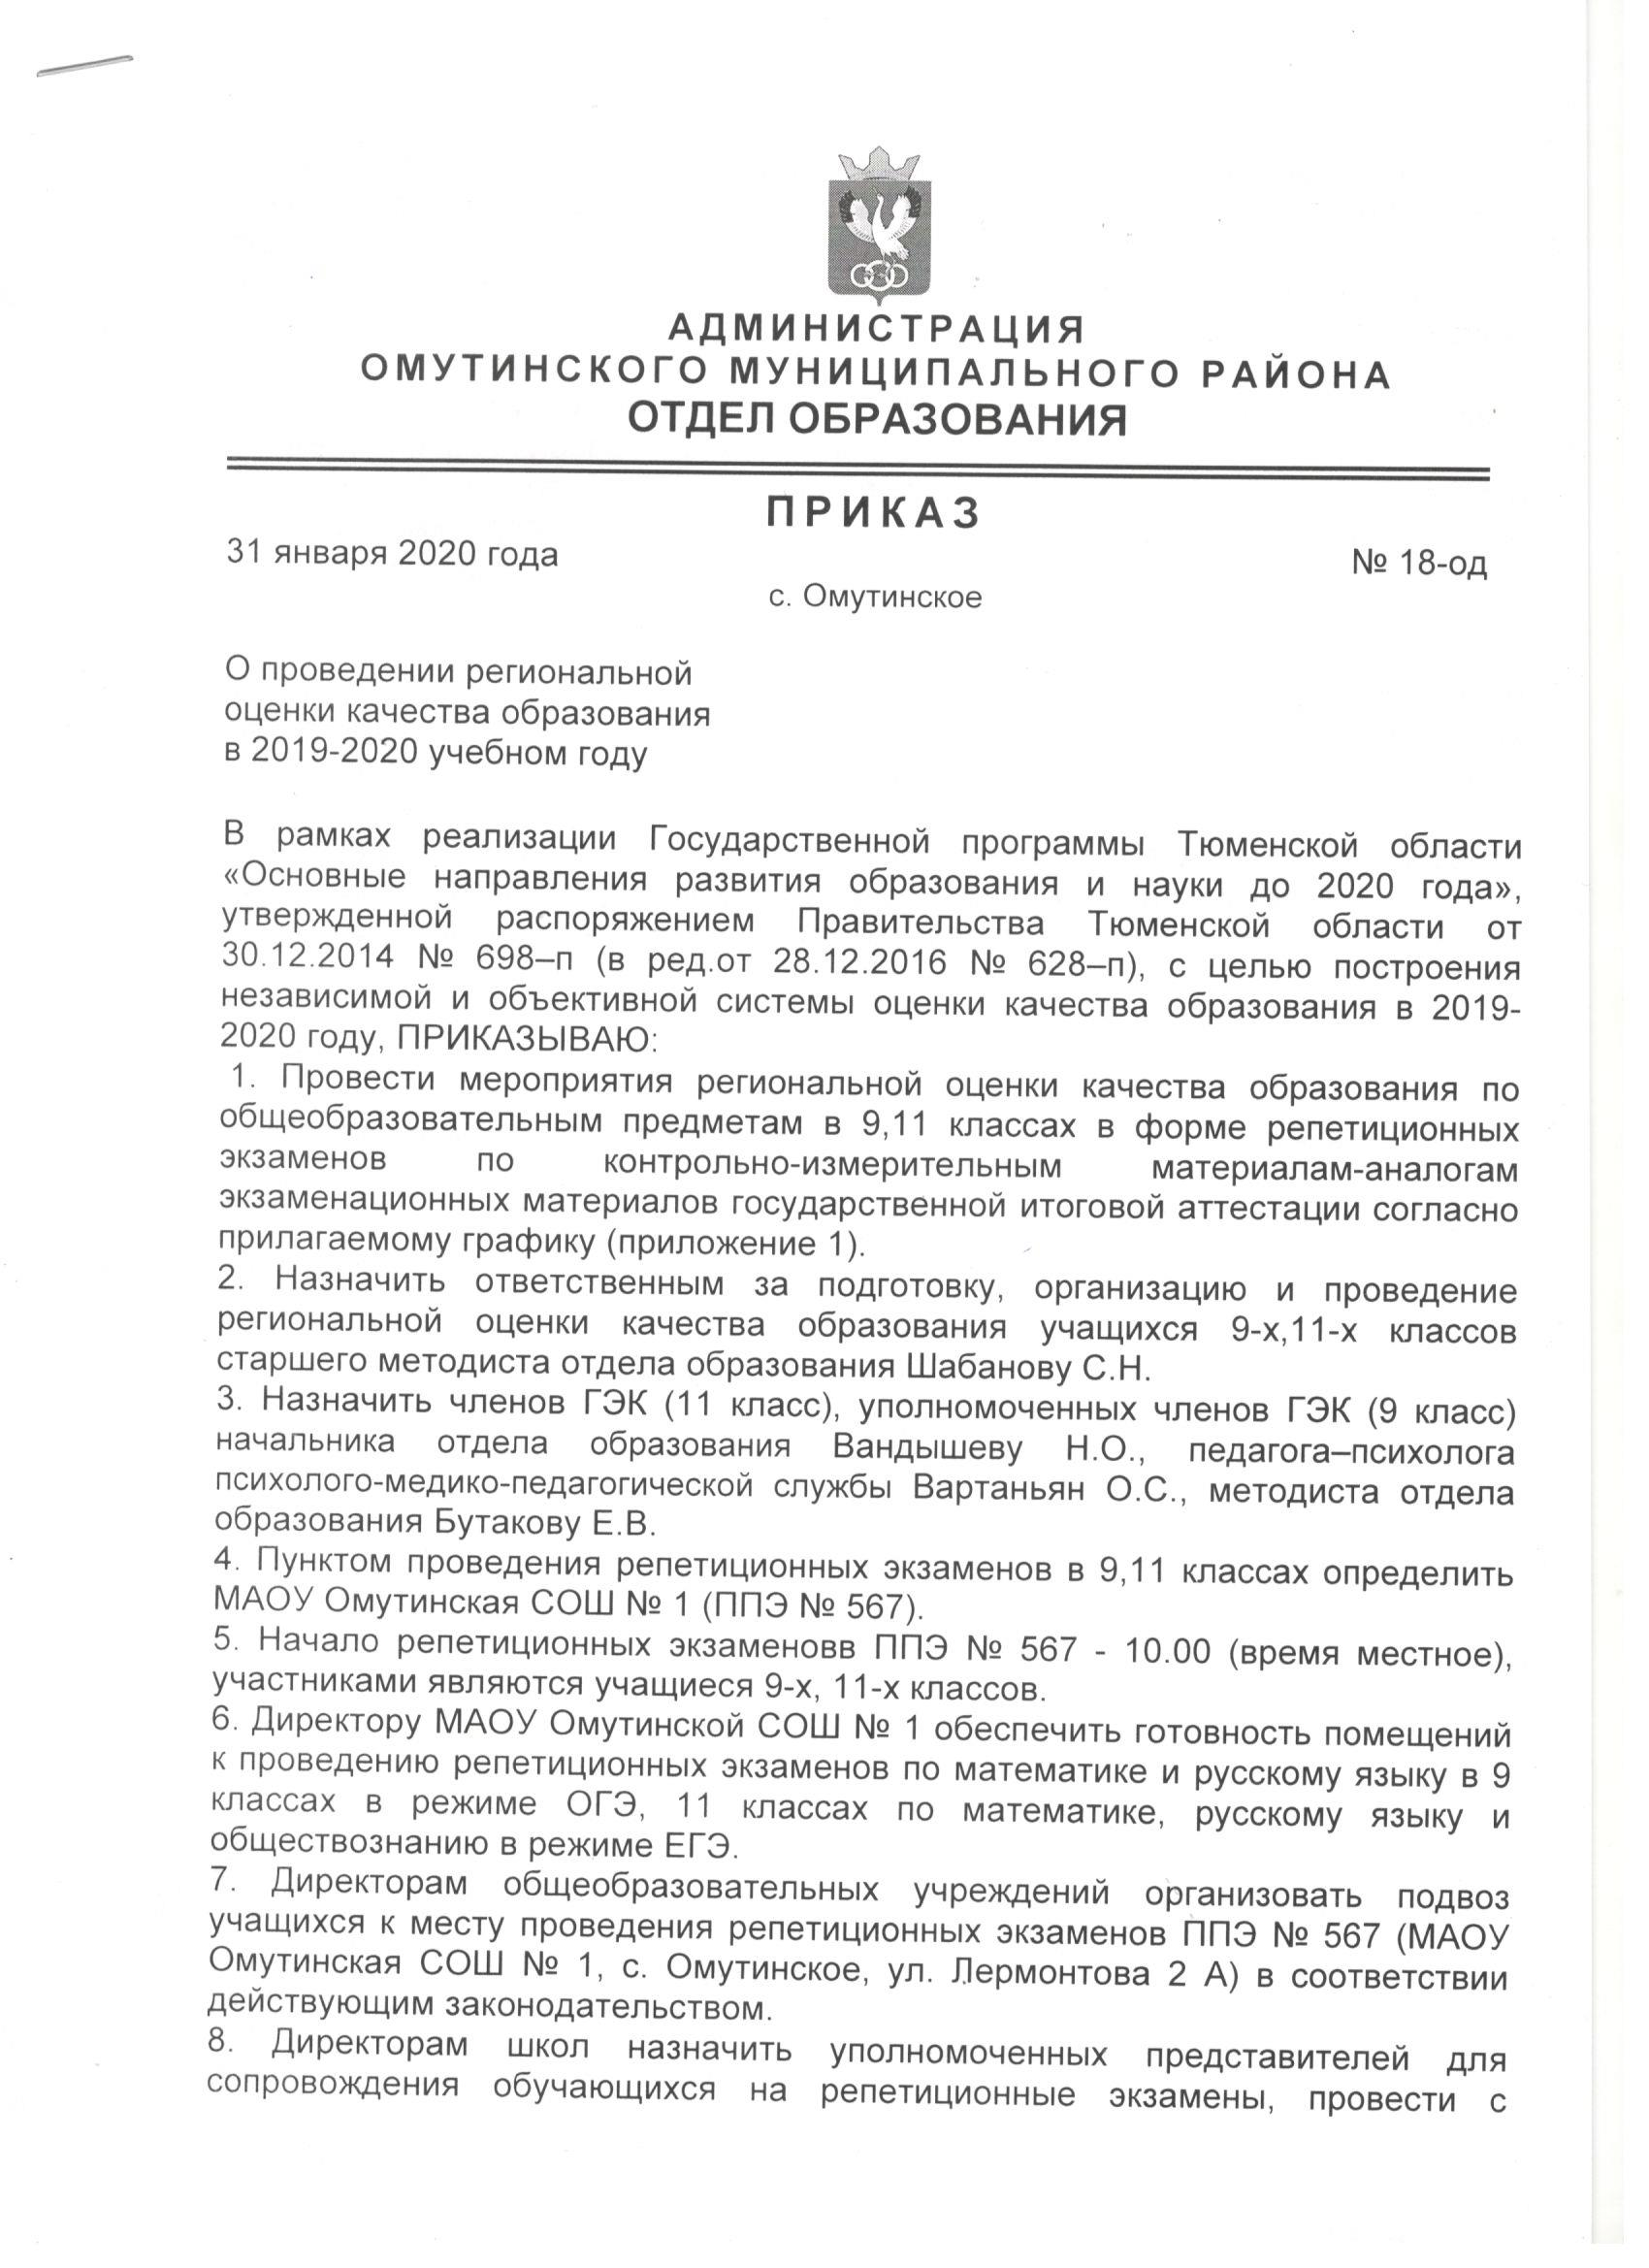 АДМИНИСТРАЦИЯ
ОМУТИНСКОГО МУНИЦИПАЛЬНОГО РАЙОНА
ОТДЕЛ ОБРАЗОВАНИЯ
ПРИКАЗ
31 января 2020 года № 18-од
с. Омутинское
О проведении региональной
оценки качества образования
в 2019-2020 учебном году
В рамках реализации Государственной программы Тюменской области
«Основные направления развития образования и науки до 2020 года»,
утвержденной распоряжением Правительства Тюменской области от
30.12.2014 № 698–п (в ред.от 28.12.2016 № 628–п), с целью построения
независимой и объективной системы оценки качества образования в 2019-
2020 году, ПРИКАЗЫВАЮ:
1. Провести мероприятия региональной оценки качества образования по
общеобразовательным предметам в 9,11 классах в форме репетиционных
экзаменов по контрольно-измерительным материалам-аналогам
экзаменационных материалов государственной итоговой аттестации согласно
прилагаемому графику (приложение 1).
2. Назначить ответственным за подготовку, организацию и проведение
региональной оценки качества образования учащихся 9-х,11-х классов
старшего методиста отдела образования Шабанову С.Н.
3. Назначить членов ГЭК (11 класс), уполномоченных членов ГЭК (9 класс)
начальника отдела образования Вандышеву Н.О., педагога–психолога
психолого-медико-педагогической службы Вартаньян О.С., методиста отдела
образования Бутакову Е.В.
4. Пунктом проведения репетиционных экзаменов в 9,11 классах определить
МАОУ Омутинская СОШ № 1 (ППЭ № 567).
5. Начало репетиционных экзаменовв ППЭ № 567 - 10.00 (время местное),
участниками являются учащиеся 9-х, 11-х классов.
6. Директору МАОУ Омутинской СОШ № 1 обеспечить готовность помещений
к проведению репетиционных экзаменов по математике и русскому языку в 9
классах в режиме ОГЭ, 11 классах по математике, русскому языку и
обществознанию в режиме ЕГЭ.
7. Директорам общеобразовательных учреждений организовать подвоз
учащихся к месту проведения репетиционных экзаменов ППЭ № 567 (МАОУ
Омутинская СОШ № 1, с. Омутинское, ул. Лермонтова 2 А) в соответствии
действующим законодательством.
8. Директорам школ назначить уполномоченных представителей для
сопровождения обучающихся на репетиционные экзамены, провести с